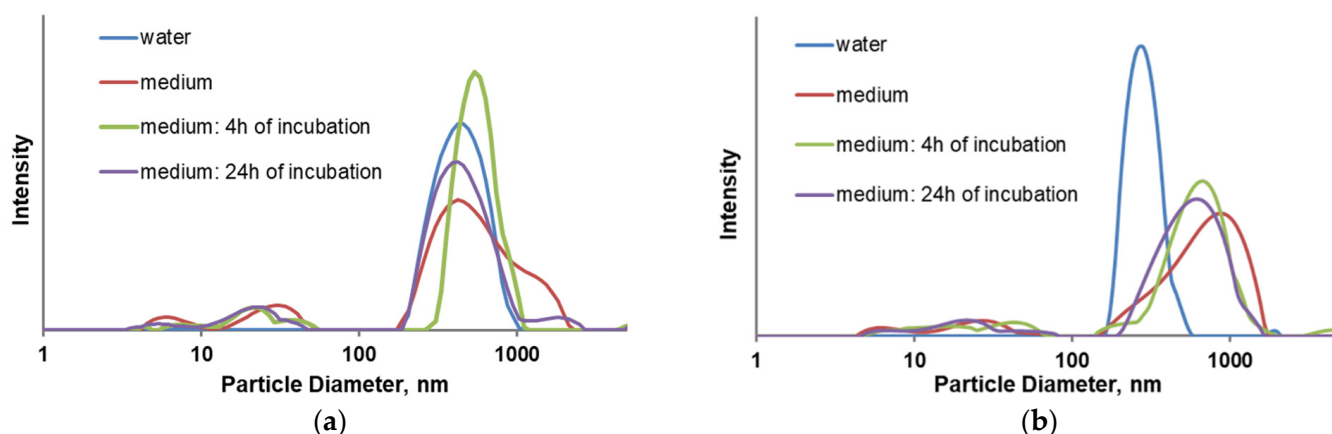 water
medium
medium: 4h of incubation
medium: 24h of incubation
Intensity
1 10 100 1000
Particle Diameter, nm
(a)
water
medium
medium: 4h of incubation
medium: 24h of incubation
Intensity
1 10 100 1000
Particle Diameter, nm
(b)